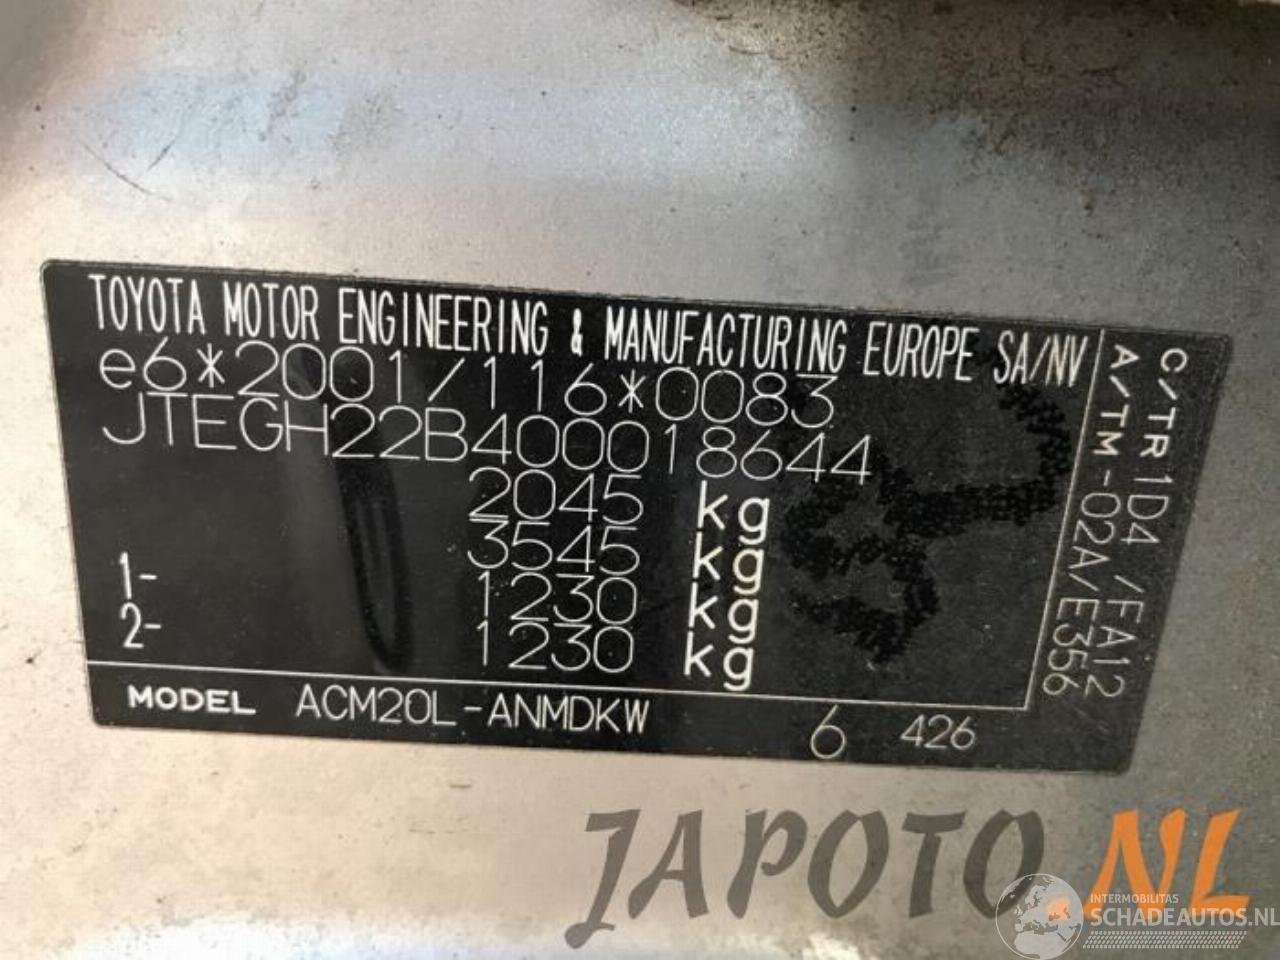 TOYOTA MOTOR ENGINEERING & MANUFACTURING EUROPE SA/NV
e6*2001/116*0083
JTEGH22B400018644
2045 kg
3545 kg
1- 1230 kg
2- 1230 kg
C/TR 1D4 /FA12
A/TM -02A/E356
MODEL ACM20L-ANMDKW 6 426
JAPOTO.NL
INTERMOBILITAS
SCHADEAUTOS.NL